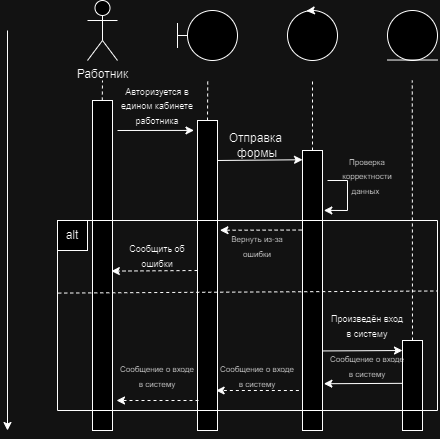 Работник
Авторизуется в
едином кабинете
работника
Отправка
формы
Проверка
корректности
данных
alt
Вернуть из-за
ошибки
Сообщить об
ошибки
Произведён вход
в систему
Сообщение о входе
в систему
Сообщение о входе
в систему
Сообщение о входе
в систему